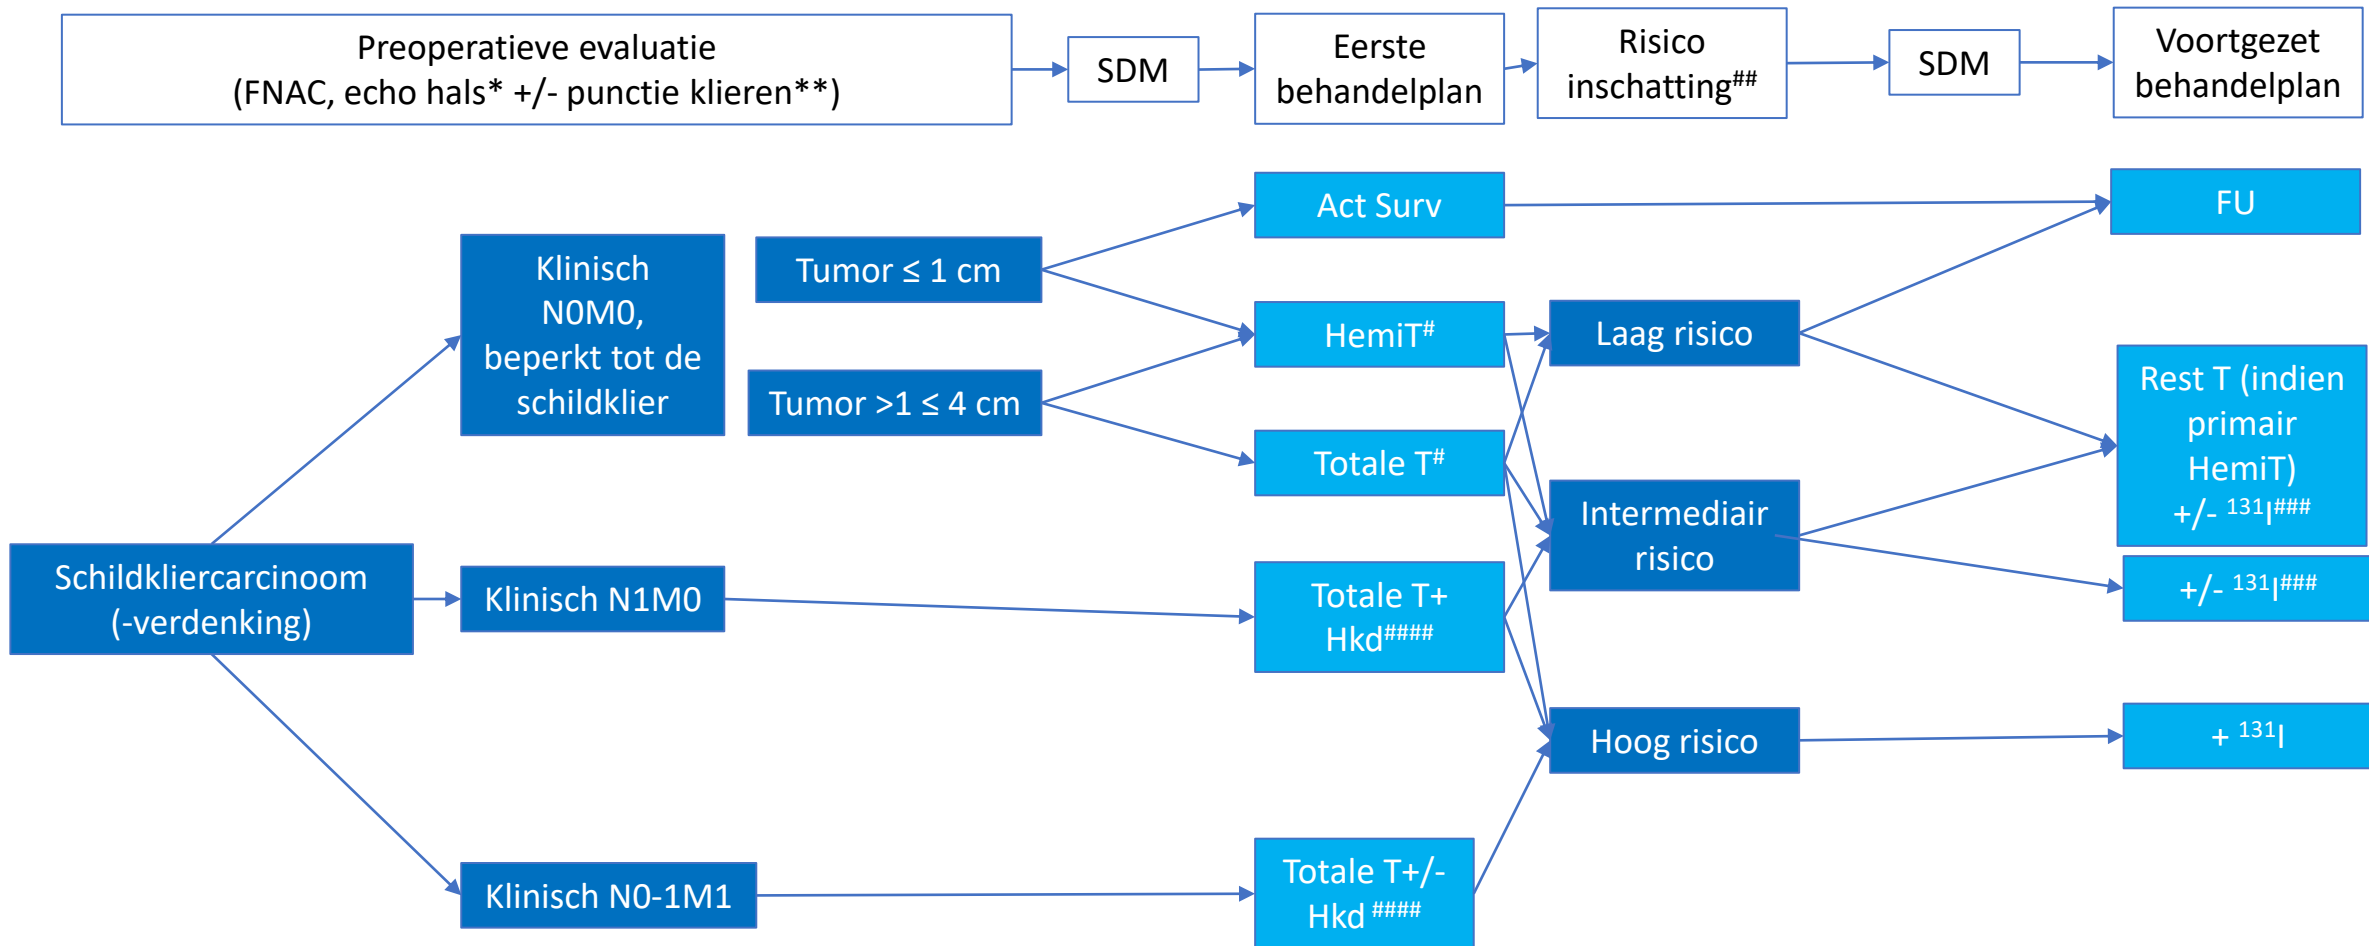 Preoperatieve evaluatie
(FNAC, echo hals* +/- punctie klieren**)
SDM
Eerste
behandelplan
Risico
inschatting##
SDM
Voortgezet
behandelplan
Act Surv
FU
Klinisch
N0M0,
beperkt tot de
schildklier
Tumor ≤ 1 cm
HemiT#
Laag risico
Tumor >1 ≤ 4 cm
Totale T#
Rest T (indien
primair
HemiT)
+/- 131I###
Intermediair
risico
Schildkliercarcinoom
(-verdenking)
Klinisch N1M0
Totale T+
Hkd####
+/- 131I###
Hoog risico
+ 131I
Klinisch N0-1M1
Totale T+/-
Hkd ####